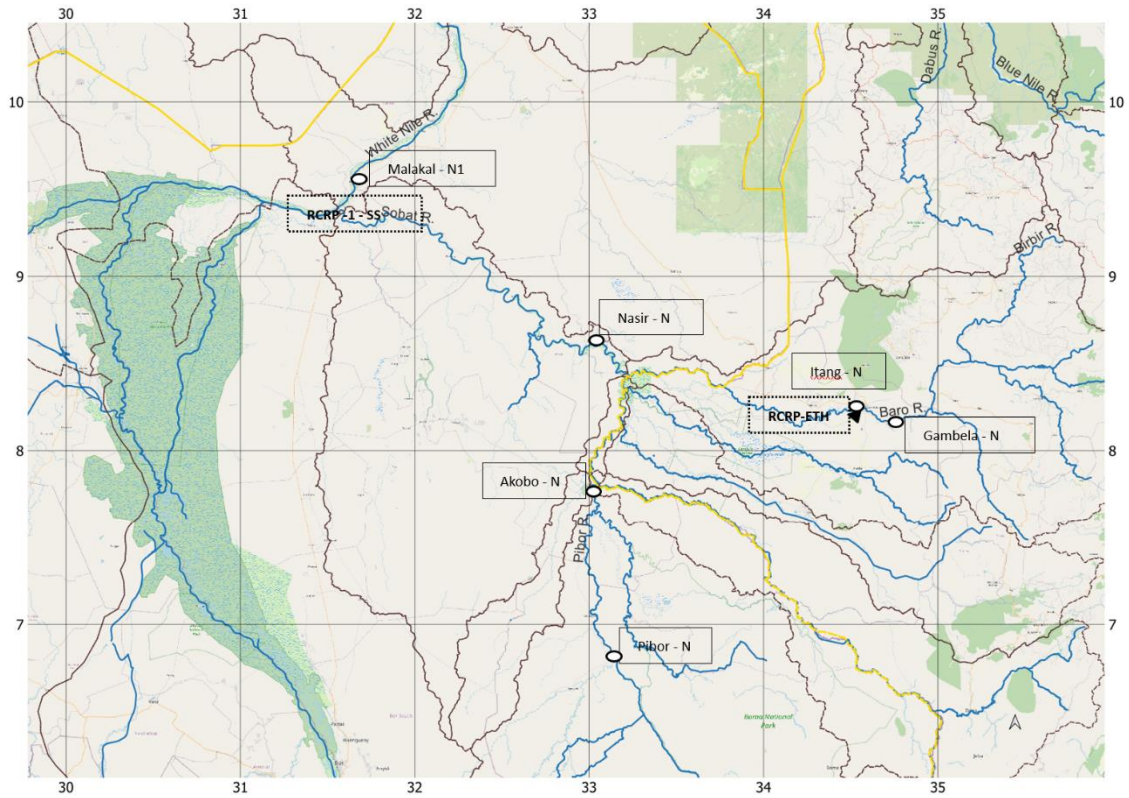 30 31 32 33 34 35
10
10
Dabus R.
Blue Nile R.
White Nile R.
Malakal - N1
RCRP -1 - SS
Sobat R.
Birbir R.
9
9
Nasir - N
Itang - N
RCRP-ETH
Baro R.
Gambela - N
8
8
Akobo - N
Pibor R.
7
7
Pibor - N
Boma National
Park
30 31 32 33 34 35